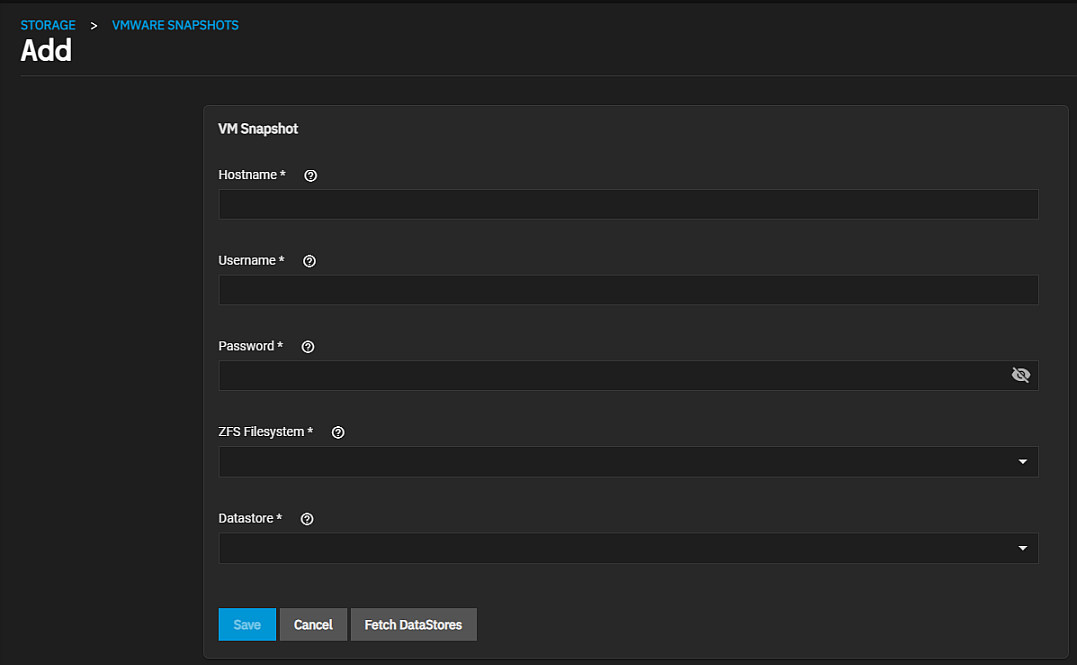 STORAGE > VMWARE SNAPSHOTS
Add
VM Snapshot
Hostname *
Username *
Password *
ZFS Filesystem *
Datastore *
Save Cancel Fetch DataStores